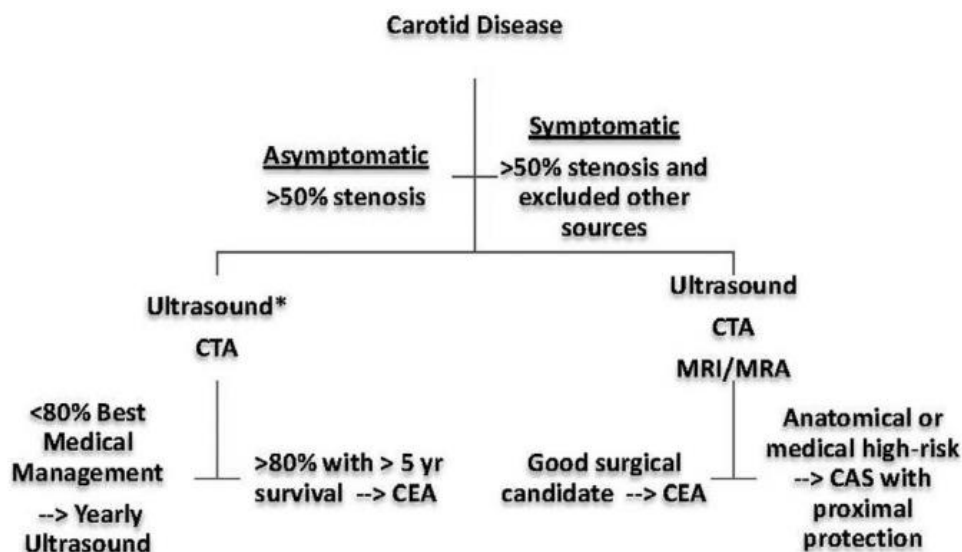 Carotid Disease
Asymptomatic
>50% stenosis
Symptomatic
>50% stenosis and
excluded other
sources
Ultrasound*
CTA
Ultrasound
CTA
MRI/MRA
<80% Best
Medical
Management
--> Yearly
Ultrasound
>80% with > 5 yr
survival --> CEA
Good surgical
candidate --> CEA
Anatomical or
medical high-risk
--> CAS with
proximal
protection